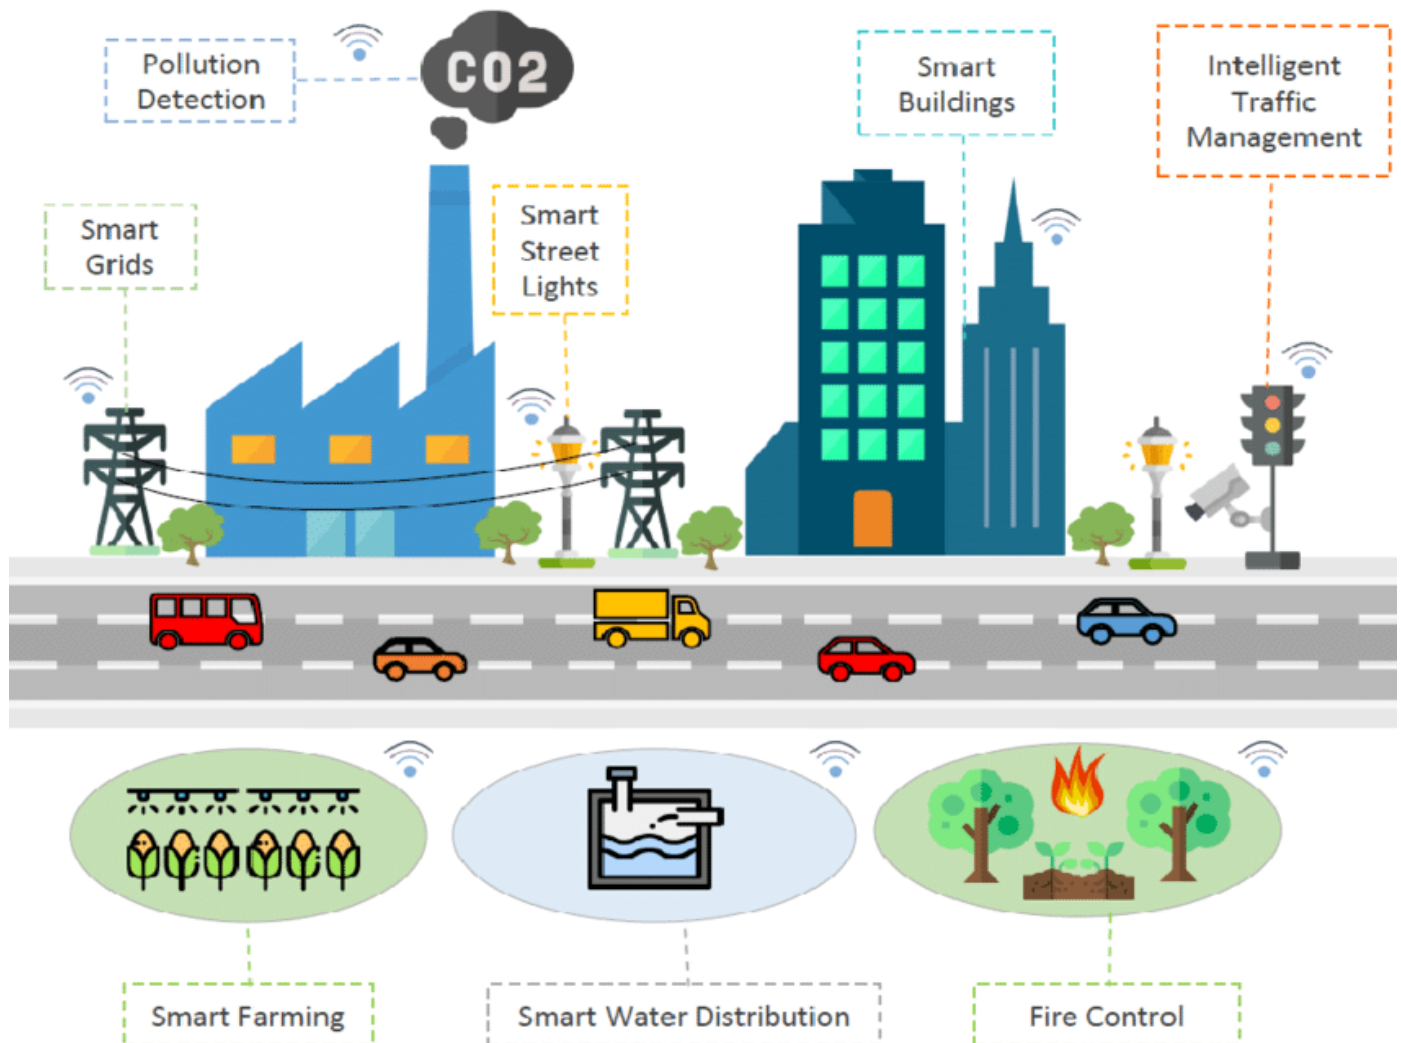 Pollution
Detection
CO2
Smart
Buildings
Intelligent
Traffic
Management
Smart
Grids
Smart
Street
Lights
Smart Farming
Smart Water Distribution
Fire Control